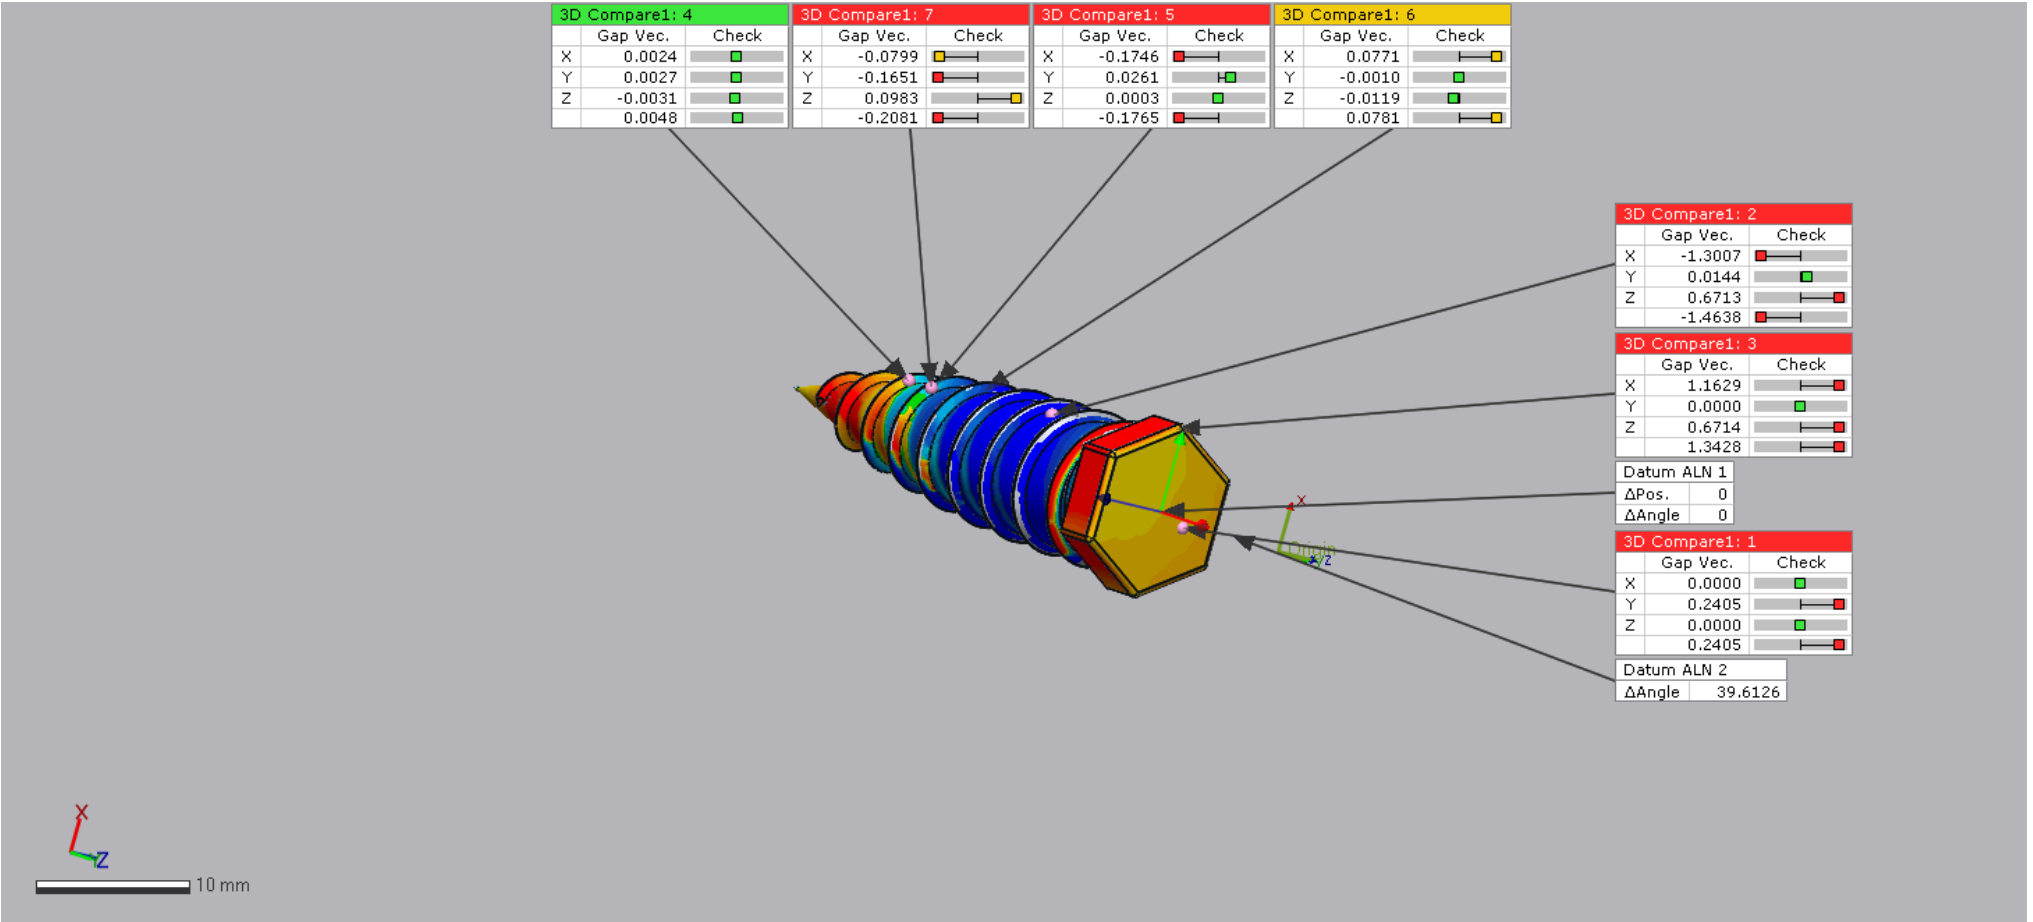 3D Compare1: 4
Gap Vec. Check
X 0.0024
Y 0.0027
Z -0.0031
0.0048
3D Compare1: 7
Gap Vec. Check
X -0.0799
Y -0.1651
Z 0.0983
-0.2081
3D Compare1: 5
Gap Vec. Check
X -0.1746
Y 0.0261
Z 0.0003
-0.1765
3D Compare1: 6
Gap Vec. Check
X 0.0771
Y -0.0010
Z -0.0119
0.0781
3D Compare1: 2
Gap Vec. Check
X -1.3007
Y 0.0144
Z 0.6713
-1.4638
3D Compare1: 3
Gap Vec. Check
X 1.1629
Y 0.0000
Z 0.6714
1.3428
Datum ALN 1
ΔPos. 0
ΔAngle 0
3D Compare1: 1
Gap Vec. Check
X 0.0000
Y 0.2405
Z 0.0000
0.2405
Datum ALN 2
ΔAngle 39.6126
X
Origin
Z
X
Z
10 mm